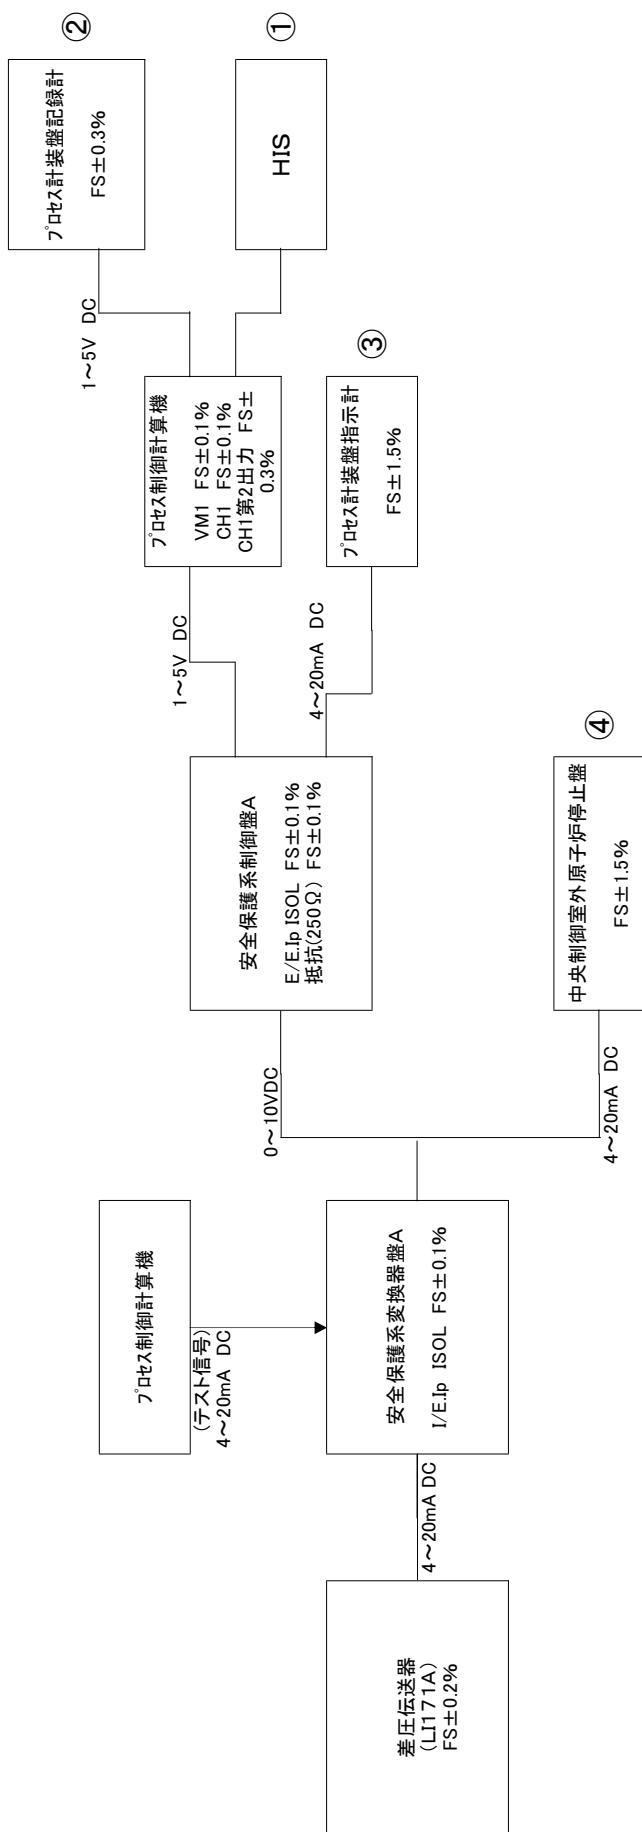 差圧伝送器
(LI171A)
FS±0.2%
4~20mA DC
プロセス制御計算機
(テスト信号)
4~20mA DC
安全保護系変換器盤A
I/E.Ip ISOL FS±0.1%
0~10VDC
4~20mA DC
安全保護系制御盤A
E/E.Ip ISOL FS±0.1%
抵抗(250Ω) FS±0.1%
中央制御室外原子炉停止盤
FS±1.5%
④
1~5V DC
4~20mA DC
プロセス制御計算機
VM1 FS±0.1%
CH1 FS±0.1%
CH1第2出力 FS±
0.3%
プロセス計装盤指示計
FS±1.5%
③
1~5V DC
プロセス計装盤記録計
FS±0.3%
②
HIS
①